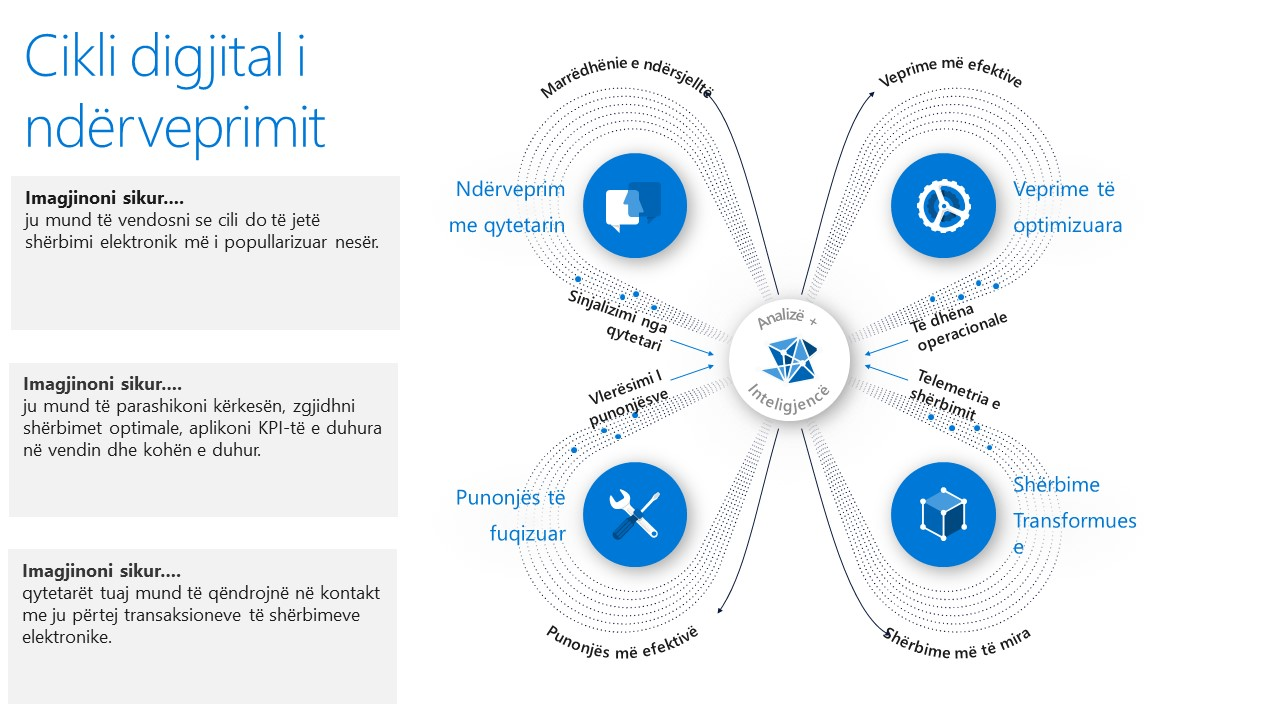 Cikli digjital i
ndërveprimit
Imagjinoni sikur....
ju mund të vendosni se cili do të jetë
shërbimi elektronik më i popullarizuar nesër.
Imagjinoni sikur....
ju mund të parashikoni kërkesën, zgjidhni
shërbimet optimale, aplikoni KPI-të e duhura
në vendin dhe kohën e duhur.
Imagjinoni sikur....
qytetarët tuaj mund të qëndrojnë në kontakt
me ju përtej transaksioneve të shërbimeve
elektronike.
Marrëdhënie e ndërsjelltë
Veprime më efektive
Ndërveprim
me qytetarin
Veprime të
optimizuara
Sinjalizimi nga
qytetari
Të dhëna
operacionale
Analizë +
Inteligjencë
Vlerësimi I
punonjësve
Telemetria e
shërbimit
Punonjës të
fuqizuar
Shërbime
Transformues
e
Punonjës më efektivë
Shërbime më të mira